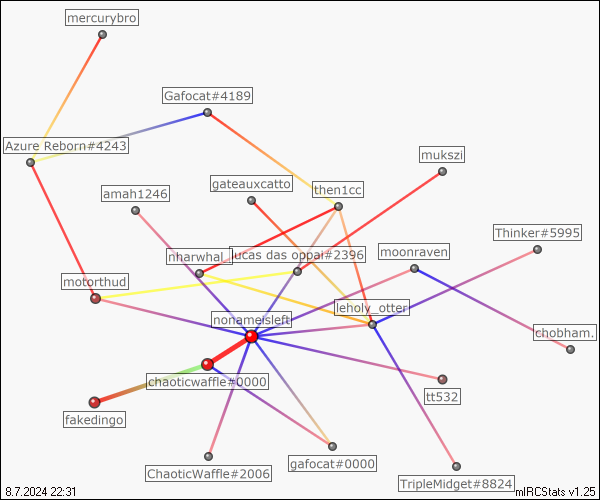 mercurybro
Gafocat#4189
Azure Reborn#4243
mukszi
gateauxcatto
then1cc
amah1246
Thinker#5995
moonraven
nharwhal_
lucas das oppai#2396
motorthud
leholy_otter
nonameisleft
chobham.
chaoticwaffle#0000
tt532
fakedingo
gafocat#0000
ChaoticWaffle#2006
TripleMidget#8824
8.7.2024 22:31
mIRCStats v1.25